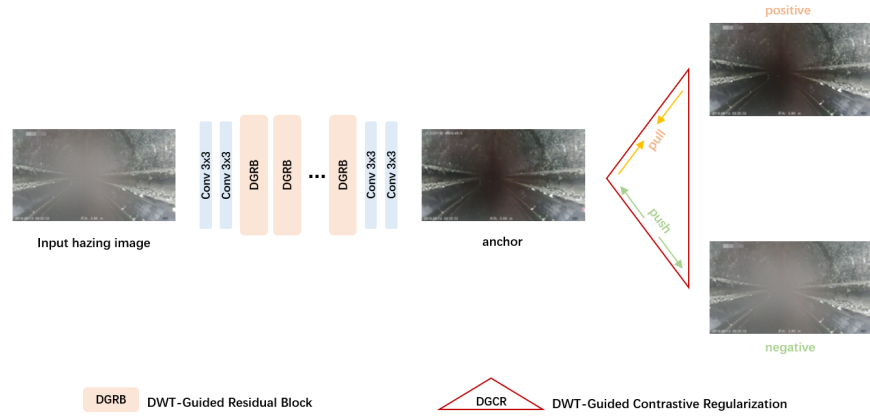 positive
Conv 3x3
Conv 3x3
DGRB
DGRB
...
DGRB
Conv 3x3
Conv 3x3
pull
push
Input hazing image
anchor
negative
DGRB
DWT-Guided Residual Block
DGCR
DWT-Guided Contrastive Regularization